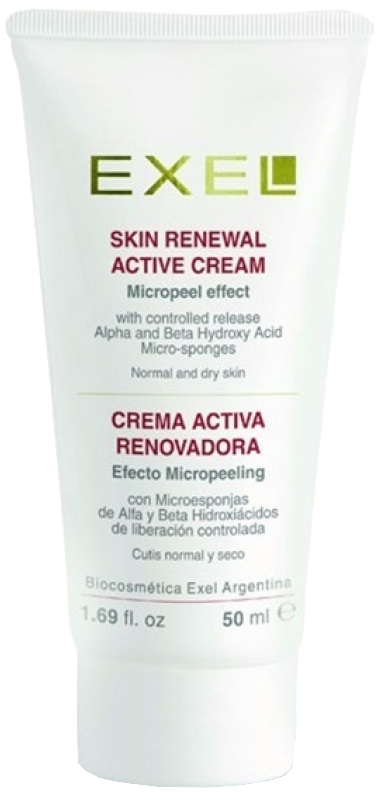 EXEL
SKIN RENEWAL
ACTIVE CREAM
Micropeel effect
with controlled release
Alpha and Beta Hydroxy Acid
Micro-sponges
Normal and dry skin
CREMA ACTIVA
RENOVADORA
Efecto Micropeeling
con Microesponjas
de Alfa y Beta Hidroxiácidos
de liberación controlada
Cutis normal y seco
Biocosmética Exel Argentina
1.69 fl. oz 50 ml ℮